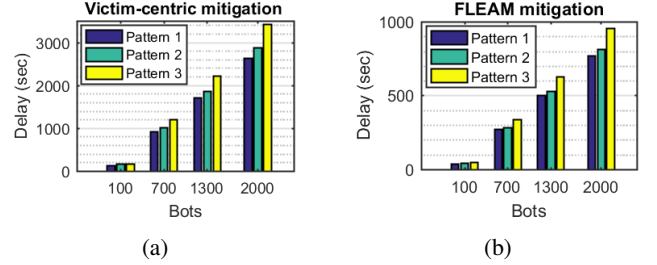 Victim-centric mitigation
3000
2000
1000
0
Delay (sec)
Pattern 1
Pattern 2
Pattern 3
100 700 1300 2000
Bots
(a)
FLEAM mitigation
1000
500
0
Delay (sec)
Pattern 1
Pattern 2
Pattern 3
100 700 1300 2000
Bots
(b)